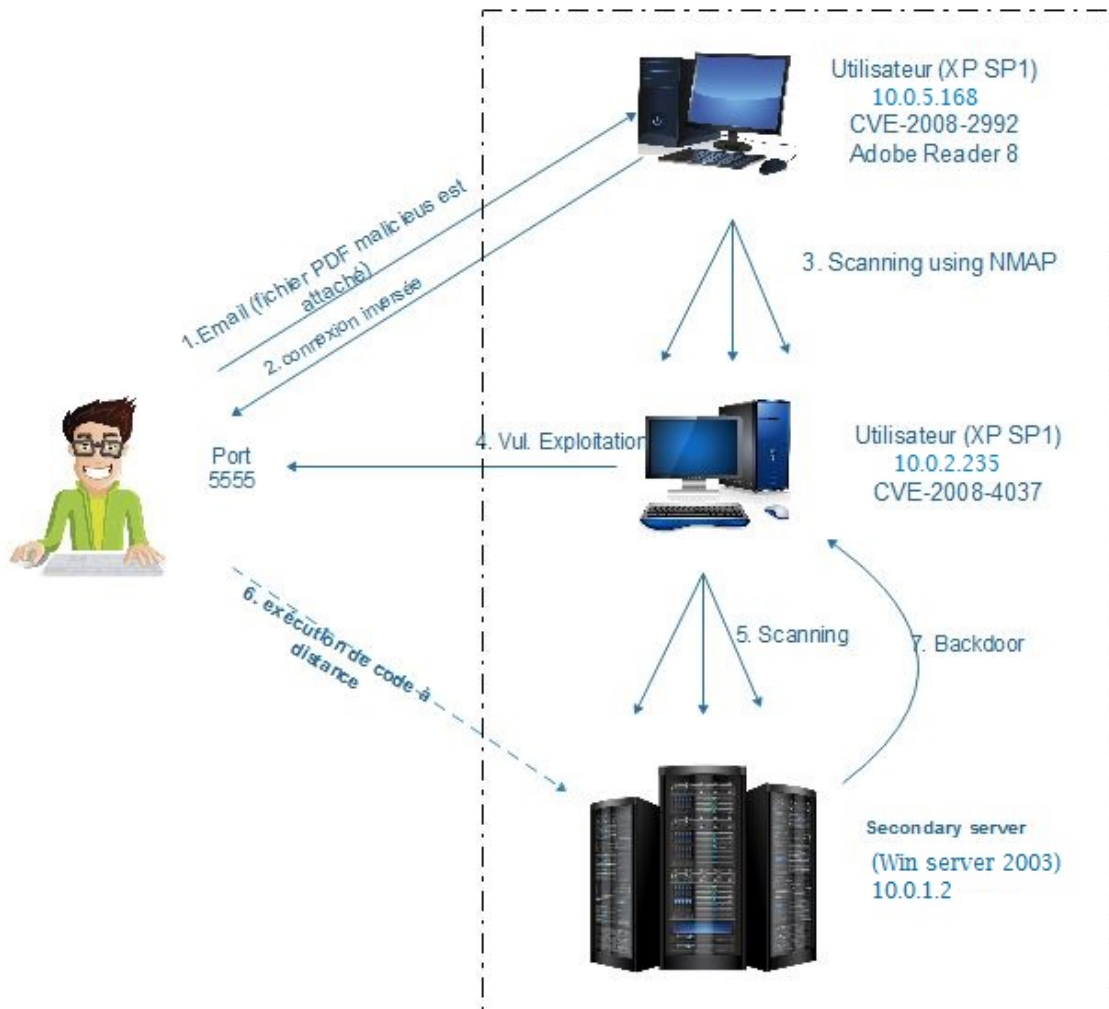 Utilisateur (XP SP1)
10.0.5.168
CVE-2008-2992
Adobe Reader 8
1.Email (fichier PDF malicieus est
attaché)
2. connexion inversée
3. Scanning using NMAP
Port
5555
4. Vul. Exploitation
Utilisateur (XP SP1)
10.0.2.235
CVE-2008-4037
5. Scanning
6. exécution de code à
distance
7. Backdoor
Secondary server
(Win server 2003)
10.0.1.2